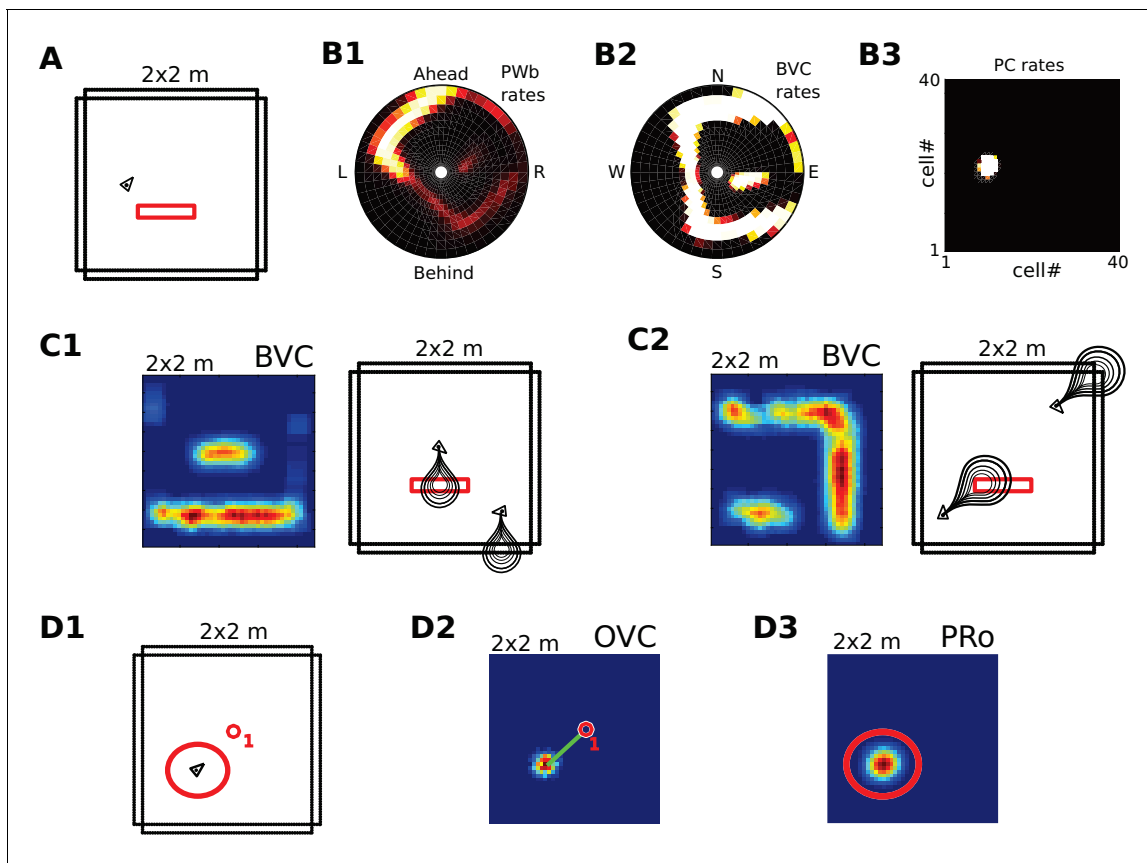 A
2x2 m
B1
Ahead
PWb
rates
L
R
Behind
B2
N
BVC
rates
W
E
S
B3
PC rates
40
cell#
1
1
cell#
40
C1
2x2 m
BVC
2x2 m
C2
2x2 m
BVC
2x2 m
D1
2x2 m
1
D2
2x2 m
OVC
1
D3
2x2 m
PRo